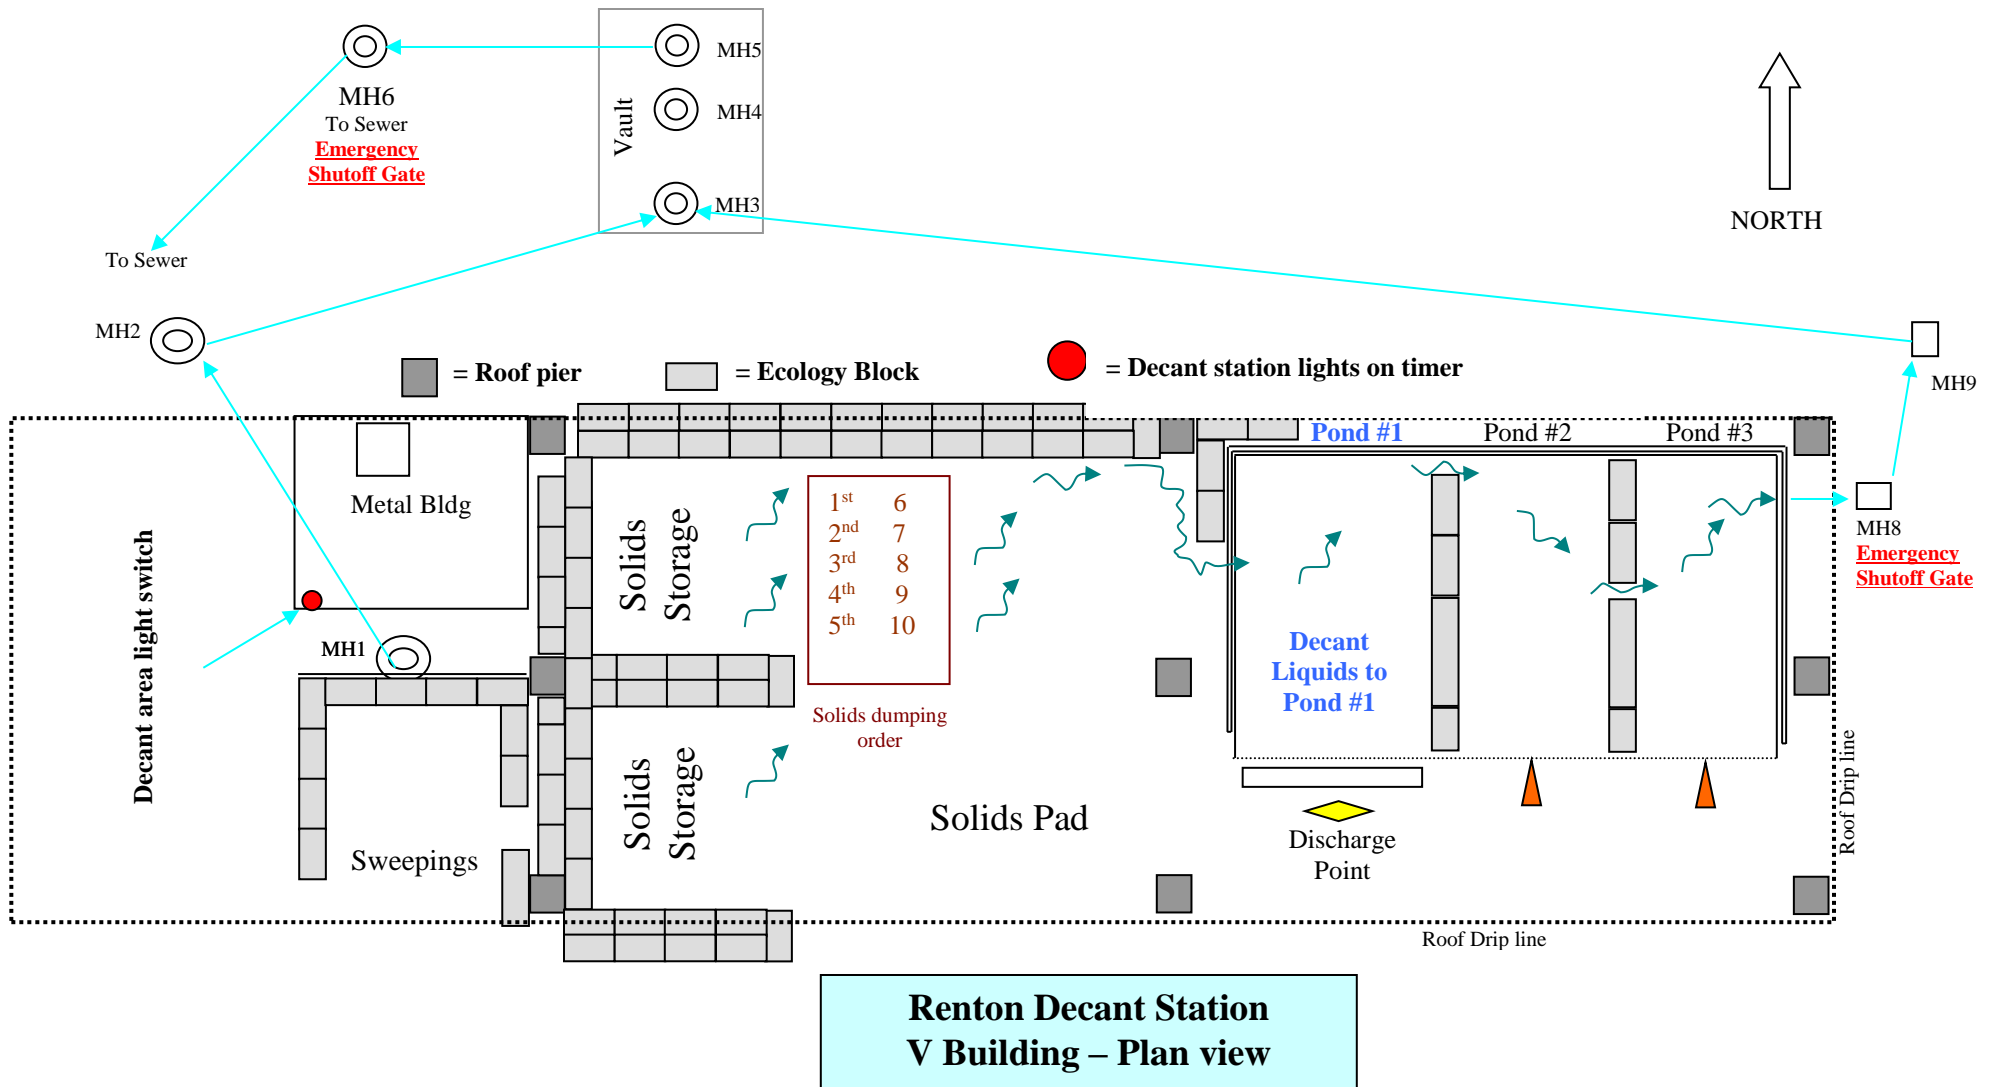 MH5
MH6
To Sewer
Emergency
Shutoff Gate
Vault
MH4
MH3
NORTH
To Sewer
MH2
= Roof pier
= Ecology Block
= Decant station lights on timer
MH9
Pond #1
Pond #2
Pond #3
Metal Bldg
Decant area light switch
Solids
Storage
1st 6
2nd 7
3rd 8
4th 9
5th 10
MH8
Emergency
Shutoff Gate
MH1
Decant
Liquids to
Pond #1
Solids dumping
order
Solids
Storage
Solids Pad
Sweepings
Discharge
Point
Roof Drip line
Roof Drip line
Renton Decant Station
V Building – Plan view